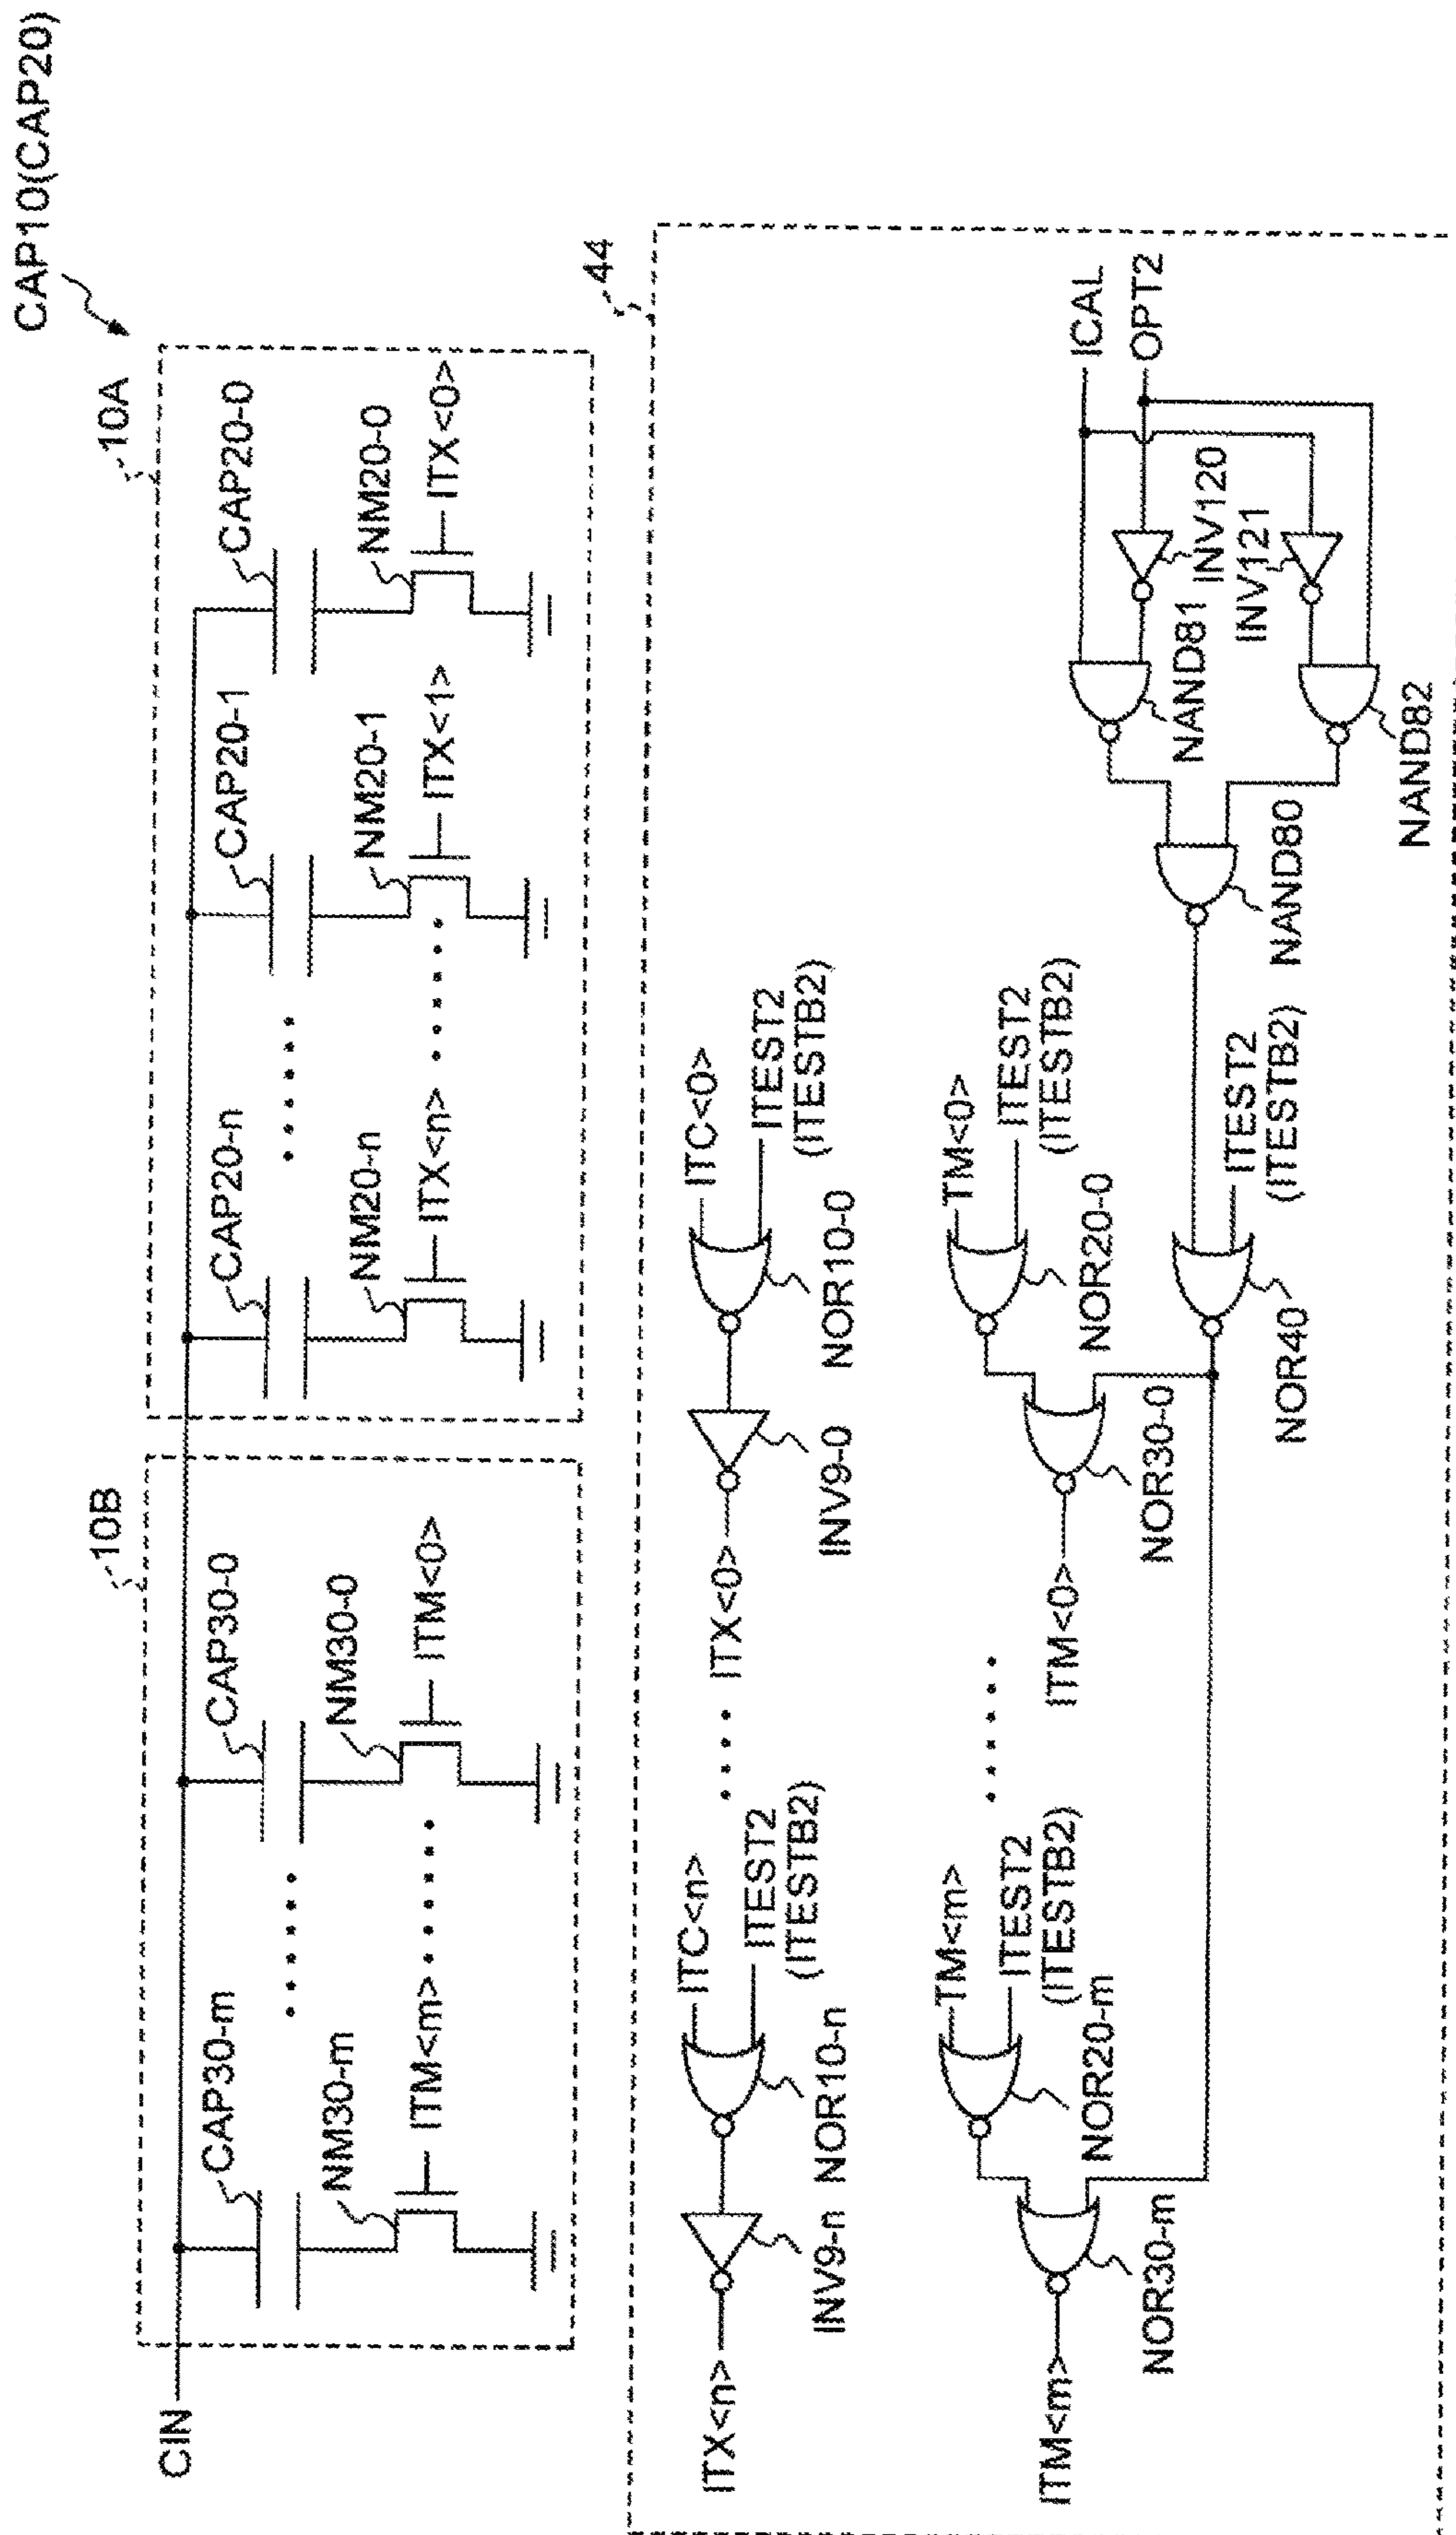 CAP10(CAP20)
10B
10A
CIN
CAP30-m
CAP30-0
CAP20-n
CAP20-1
CAP20-0
NM30-m
NM30-0
NM20-n
NM20-1
NM20-0
ITM<m>
ITM<0>
ITX<n>
ITX<1>
ITX<0>
44
ITX<n>
INV9-n
NOR10-n
ITC<n>
ITEST2
(ITESTB2)
ITX<0>
INV9-0
NOR10-0
ITC<0>
ITEST2
(ITESTB2)
ITM<m>
NOR30-m
NOR20-m
TM<m>
ITEST2
(ITESTB2)
ITM<0>
NOR30-0
NOR20-0
TM<0>
ITEST2
(ITESTB2)
NOR40
ITEST2
(ITESTB2)
NAND80
NAND81
NAND82
INV120
INV121
ICAL
OPT2